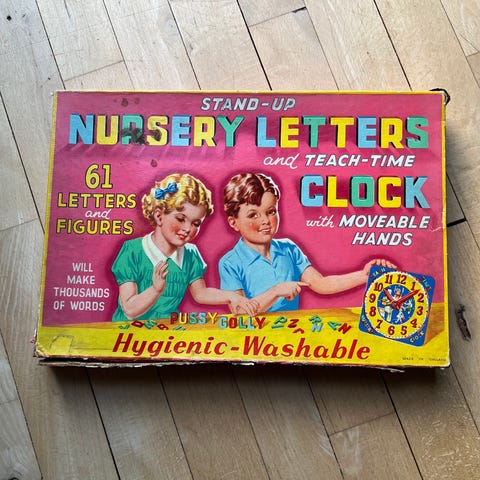 STAND-UP
NURSERY LETTERS
and TEACH-TIME
CLOCK
with MOVEABLE
HANDS
61
LETTERS
and
FIGURES
WILL
MAKE
THOUSANDS
OF WORDS
PUSSY GOLLY
Hygienic-Washable
MADE IN ENGLAND